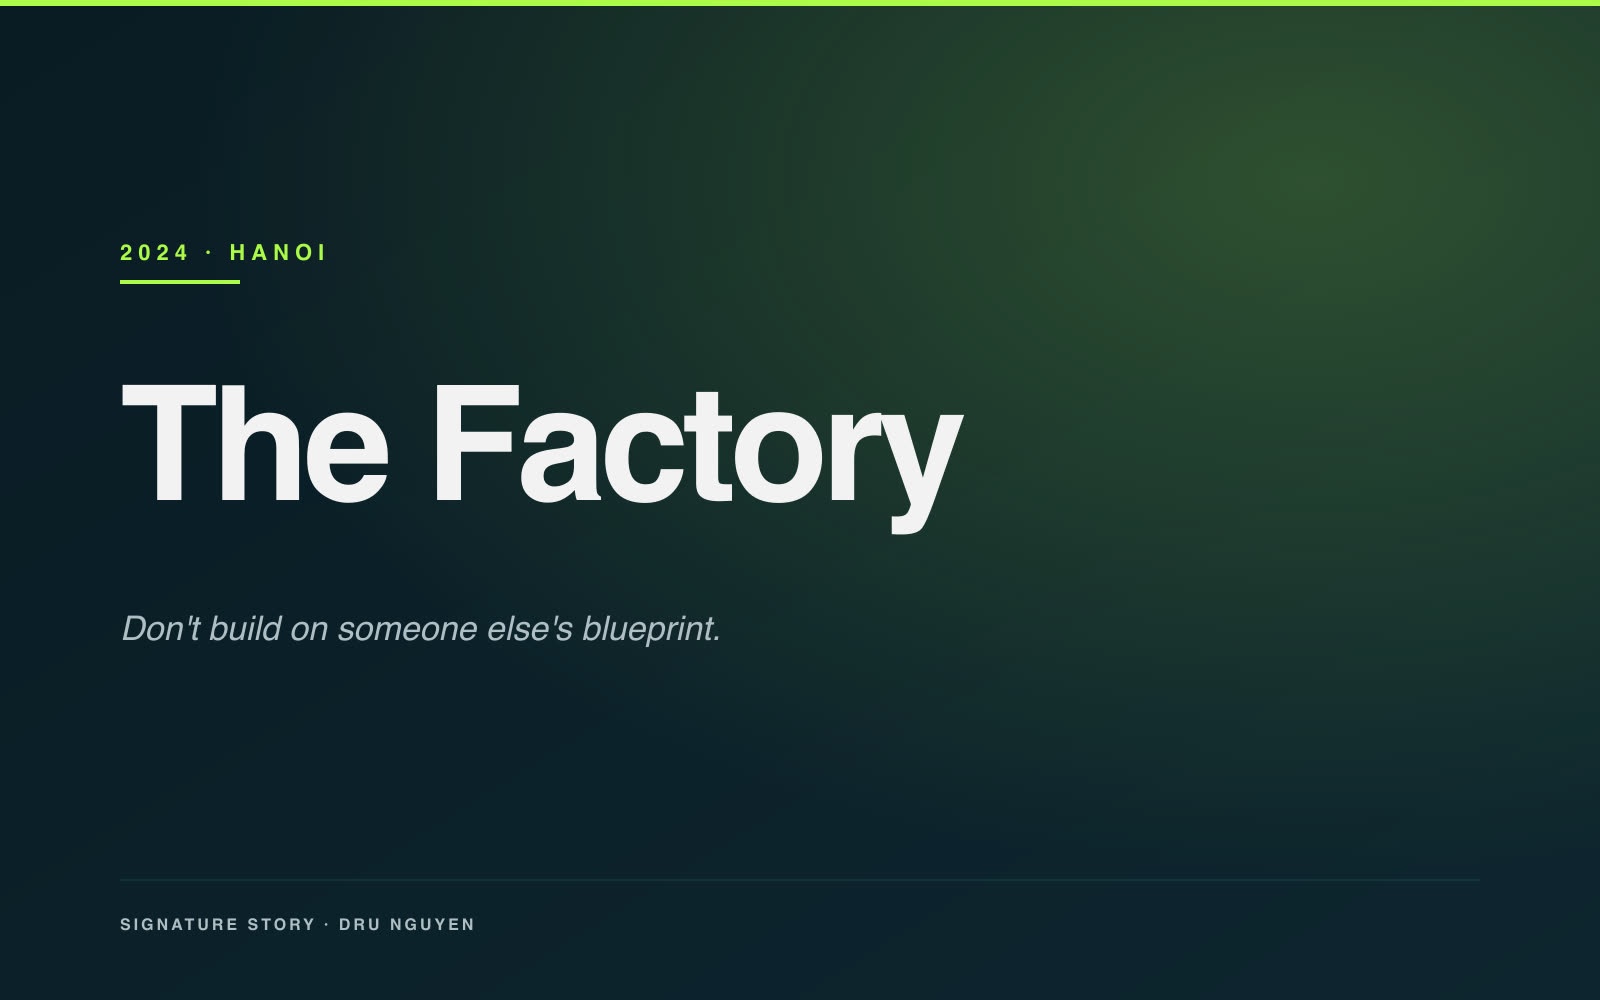 2024 · HANOI
The Factory
Don't build on someone else's blueprint.
SIGNATURE STORY · DRU NGUYEN